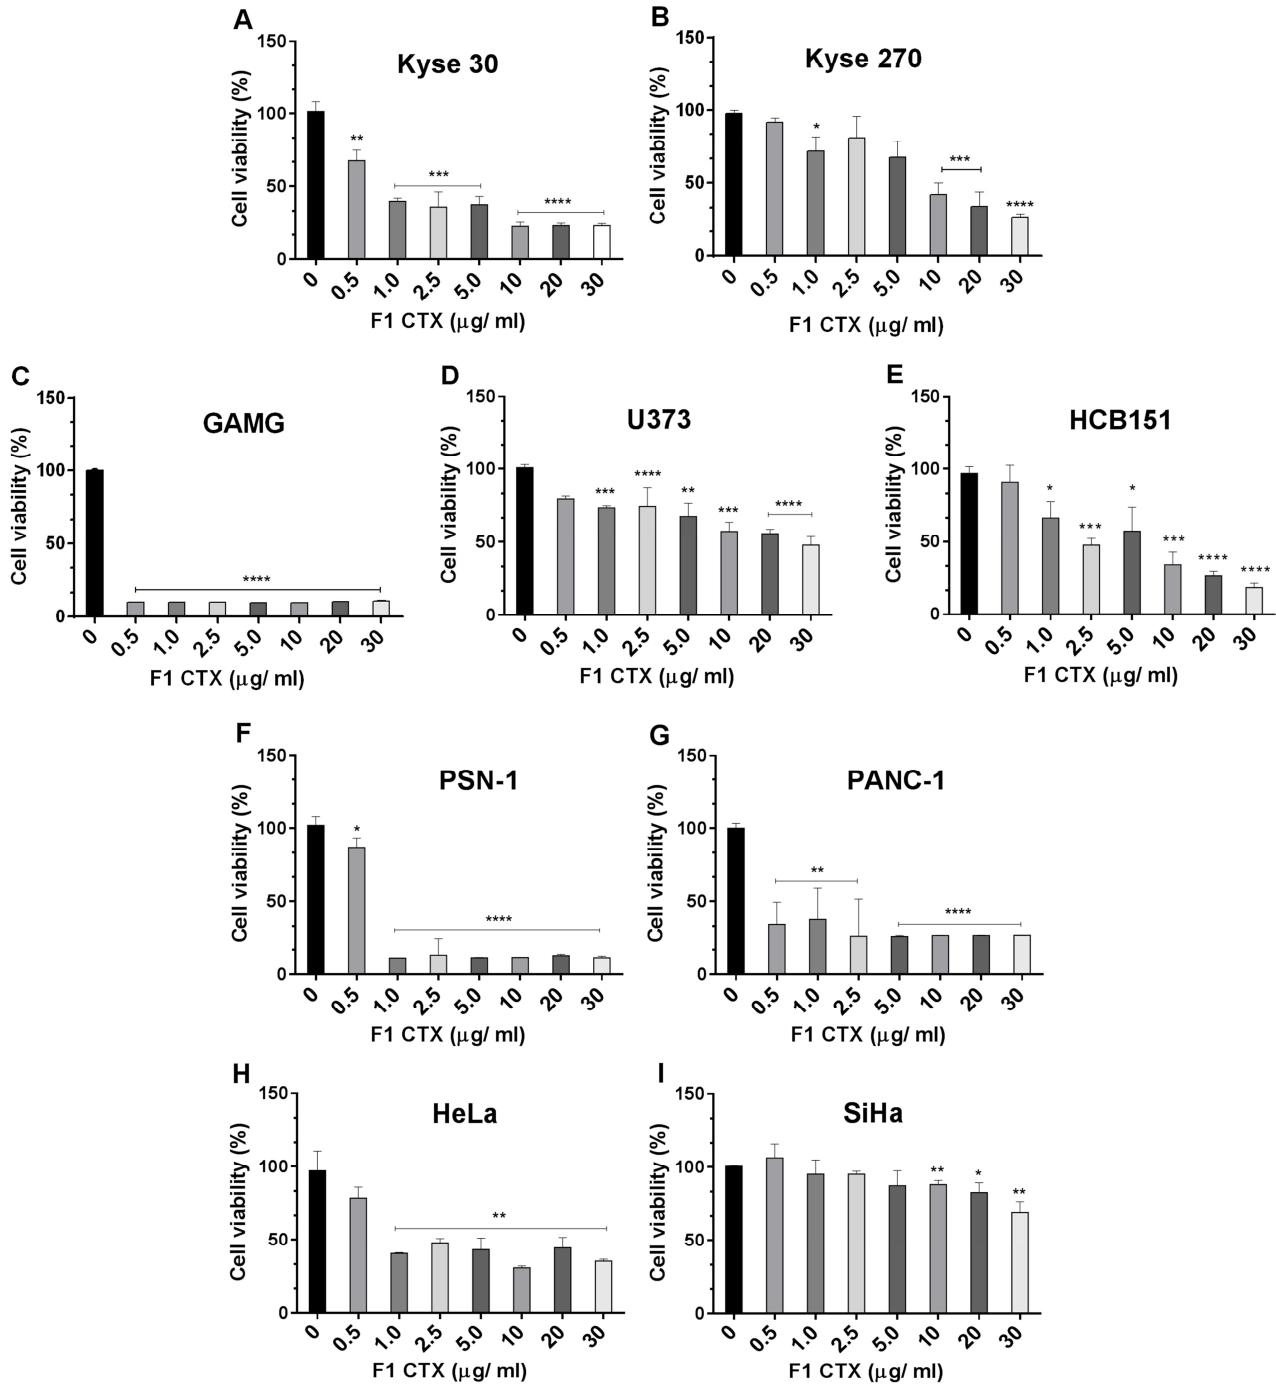 A
Kyse 30
Cell viability (%)
150
100
50
0
**
***
****
0 0.5 1.0 2.5 5.0 10 20 30
F1 CTX (μg/ ml)
B
Kyse 270
Cell viability (%)
150
100
50
0
*
***
****
0 0.5 1.0 2.5 5.0 10 20 30
F1 CTX (μg/ ml)
C
GAMG
Cell viability (%)
150
100
50
0
****
0 0.5 1.0 2.5 5.0 10 20 30
F1 CTX (μg/ ml)
D
U373
Cell viability (%)
150
100
50
0
*** **** ** *** ****
0 0.5 1.0 2.5 5.0 10 20 30
F1 CTX (μg/ ml)
E
HCB151
Cell viability (%)
150
100
50
0
* *** * *** **** ****
0 0.5 1.0 2.5 5.0 10 20 30
F1 CTX (μg/ ml)
F
PSN-1
Cell viability (%)
150
100
50
0
*
****
0 0.5 1.0 2.5 5.0 10 20 30
F1 CTX (μg/ ml)
G
PANC-1
Cell viability (%)
150
100
50
0
**
****
0 0.5 1.0 2.5 5.0 10 20 30
F1 CTX (μg/ ml)
H
HeLa
Cell viability (%)
150
100
50
0
**
0 0.5 1.0 2.5 5.0 10 20 30
F1 CTX (μg/ ml)
I
SiHa
Cell viability (%)
150
100
50
0
** * **
0 0.5 1.0 2.5 5.0 10 20 30
F1 CTX (μg/ ml)